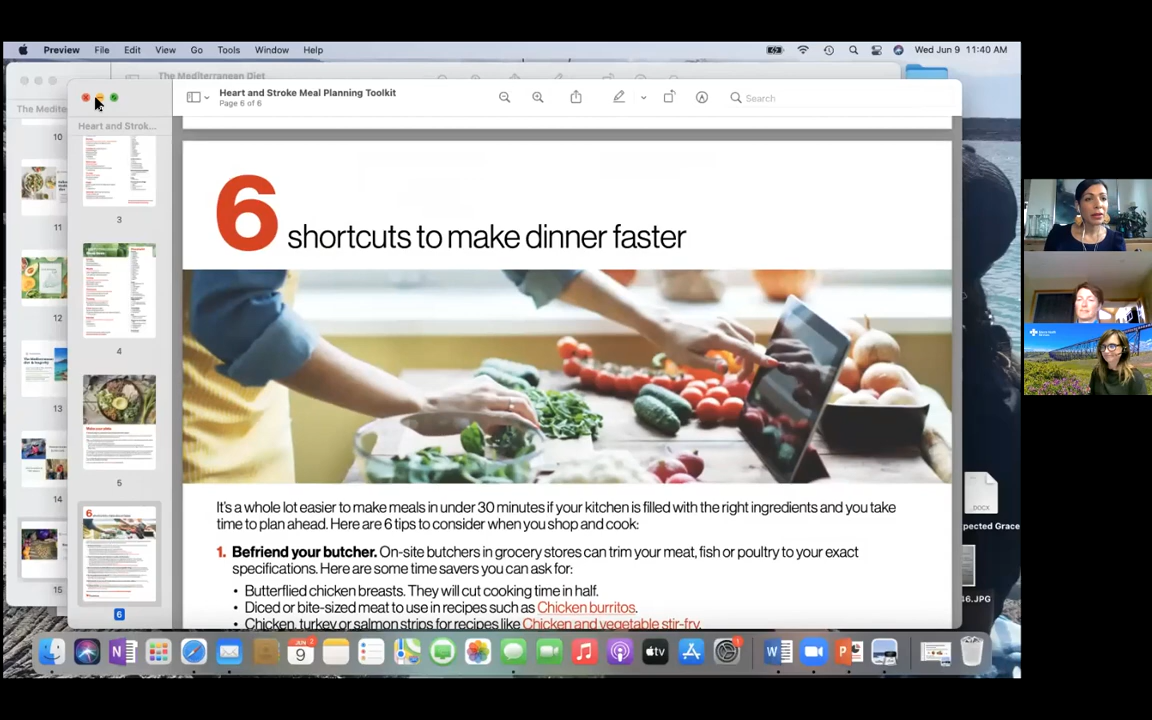 Preview File Edit View Go Tools Window Help Wed Jun 9 11:40 AM
The Mediterranean Diet
Heart and Stroke Meal Planning Toolkit
Page 6 of 6
Search
The Medite
Heart and Strok...
10
11
12
13
14
15
3
4
5
6
6 shortcuts to make dinner faster
It's a whole lot easier to make meals in under 30 minutes if your kitchen is filled with the right ingredients and you take
time to plan ahead. Here are 6 tips to consider when you shop and cook:
1. Befriend your butcher. On-site butchers in grocery stores can trim your meat, fish or poultry to your exact
specifications. Here are some time savers you can ask for:
• Butterflied chicken breasts. They will cut cooking time in half.
• Diced or bite-sized meat to use in recipes such as Chicken burritos.
• Chicken, turkey or salmon strips for recipes like Chicken and vegetable stir-fry.
DOCX
pected Grace
6.JPG
JUN
9
tv